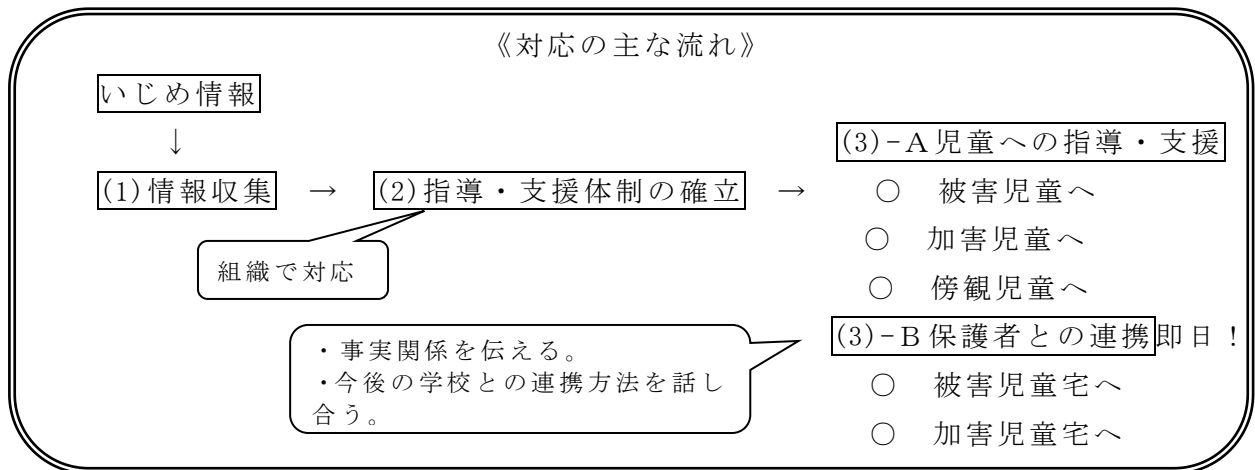 《対応の主な流れ》
いじめ情報
↓
(1)情報収集 → (2)指導・支援体制の確立 →
組織で対応
(3)-A児童への指導・支援
○ 被害児童へ
○ 加害児童へ
○ 傍観児童へ
(3)-B保護者との連携即日!
・事実関係を伝える。
・今後の学校との連携方法を話し
合う。
○ 被害児童宅へ
○ 加害児童宅へ